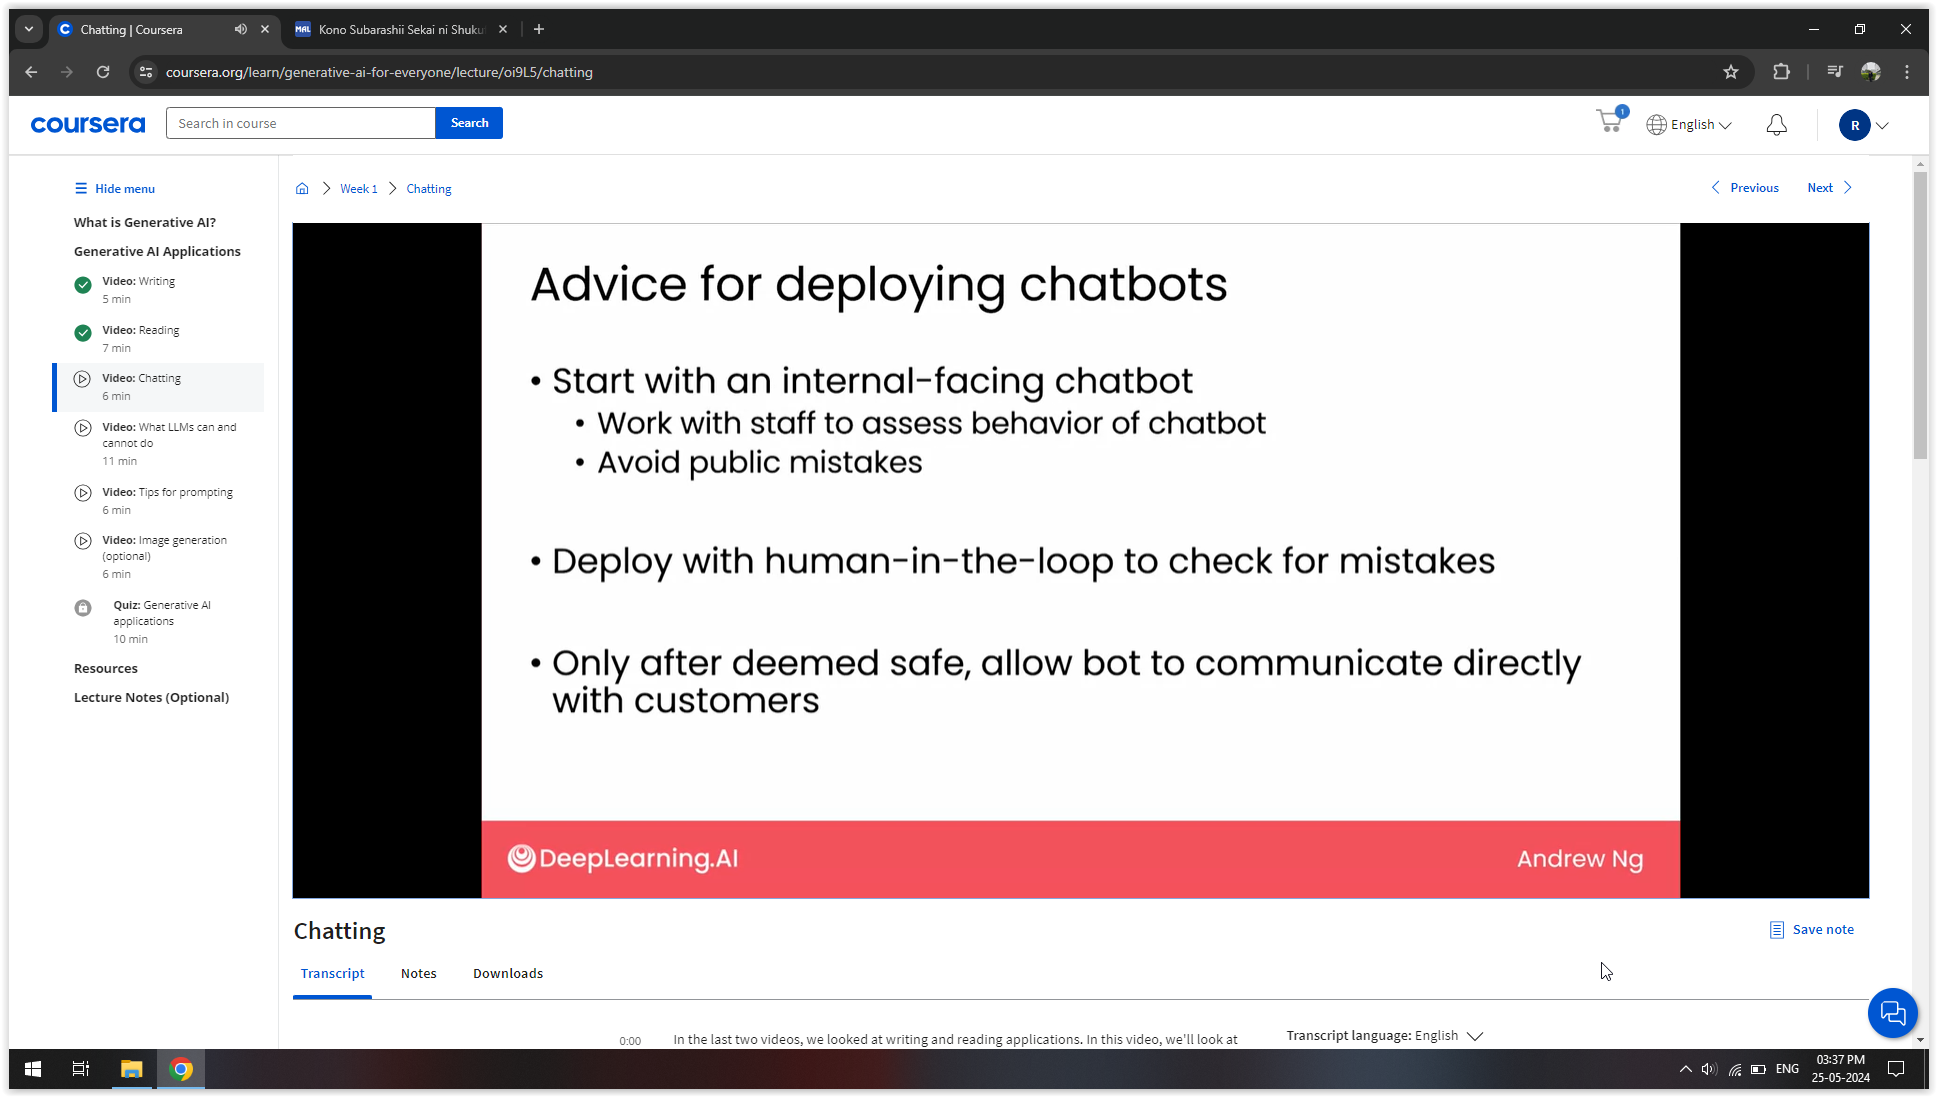 Chatting | Coursera
MAL Kono Subarashii Sekai ni Shuku
coursera.org/learn/generative-ai-for-everyone/lecture/oi9L5/chatting
coursera
Search in course
Search
1
English
R
Hide menu
Week 1
Chatting
Previous
Next
What is Generative AI?
Generative AI Applications
Video: Writing
5 min
Video: Reading
7 min
Video: Chatting
6 min
Video: What LLMs can and
cannot do
11 min
Video: Tips for prompting
6 min
Video: Image generation
(optional)
6 min
Quiz: Generative AI
applications
10 min
Resources
Lecture Notes (Optional)
Advice for deploying chatbots
• Start with an internal-facing chatbot
• Work with staff to assess behavior of chatbot
• Avoid public mistakes
• Deploy with human-in-the-loop to check for mistakes
• Only after deemed safe, allow bot to communicate directly
with customers
DeepLearning.AI
Andrew Ng
Chatting
Save note
Transcript
Notes
Downloads
0:00
In the last two videos, we looked at writing and reading applications. In this video, we'll look at
Transcript language: English
ENG
03:37 PM
25-05-2024